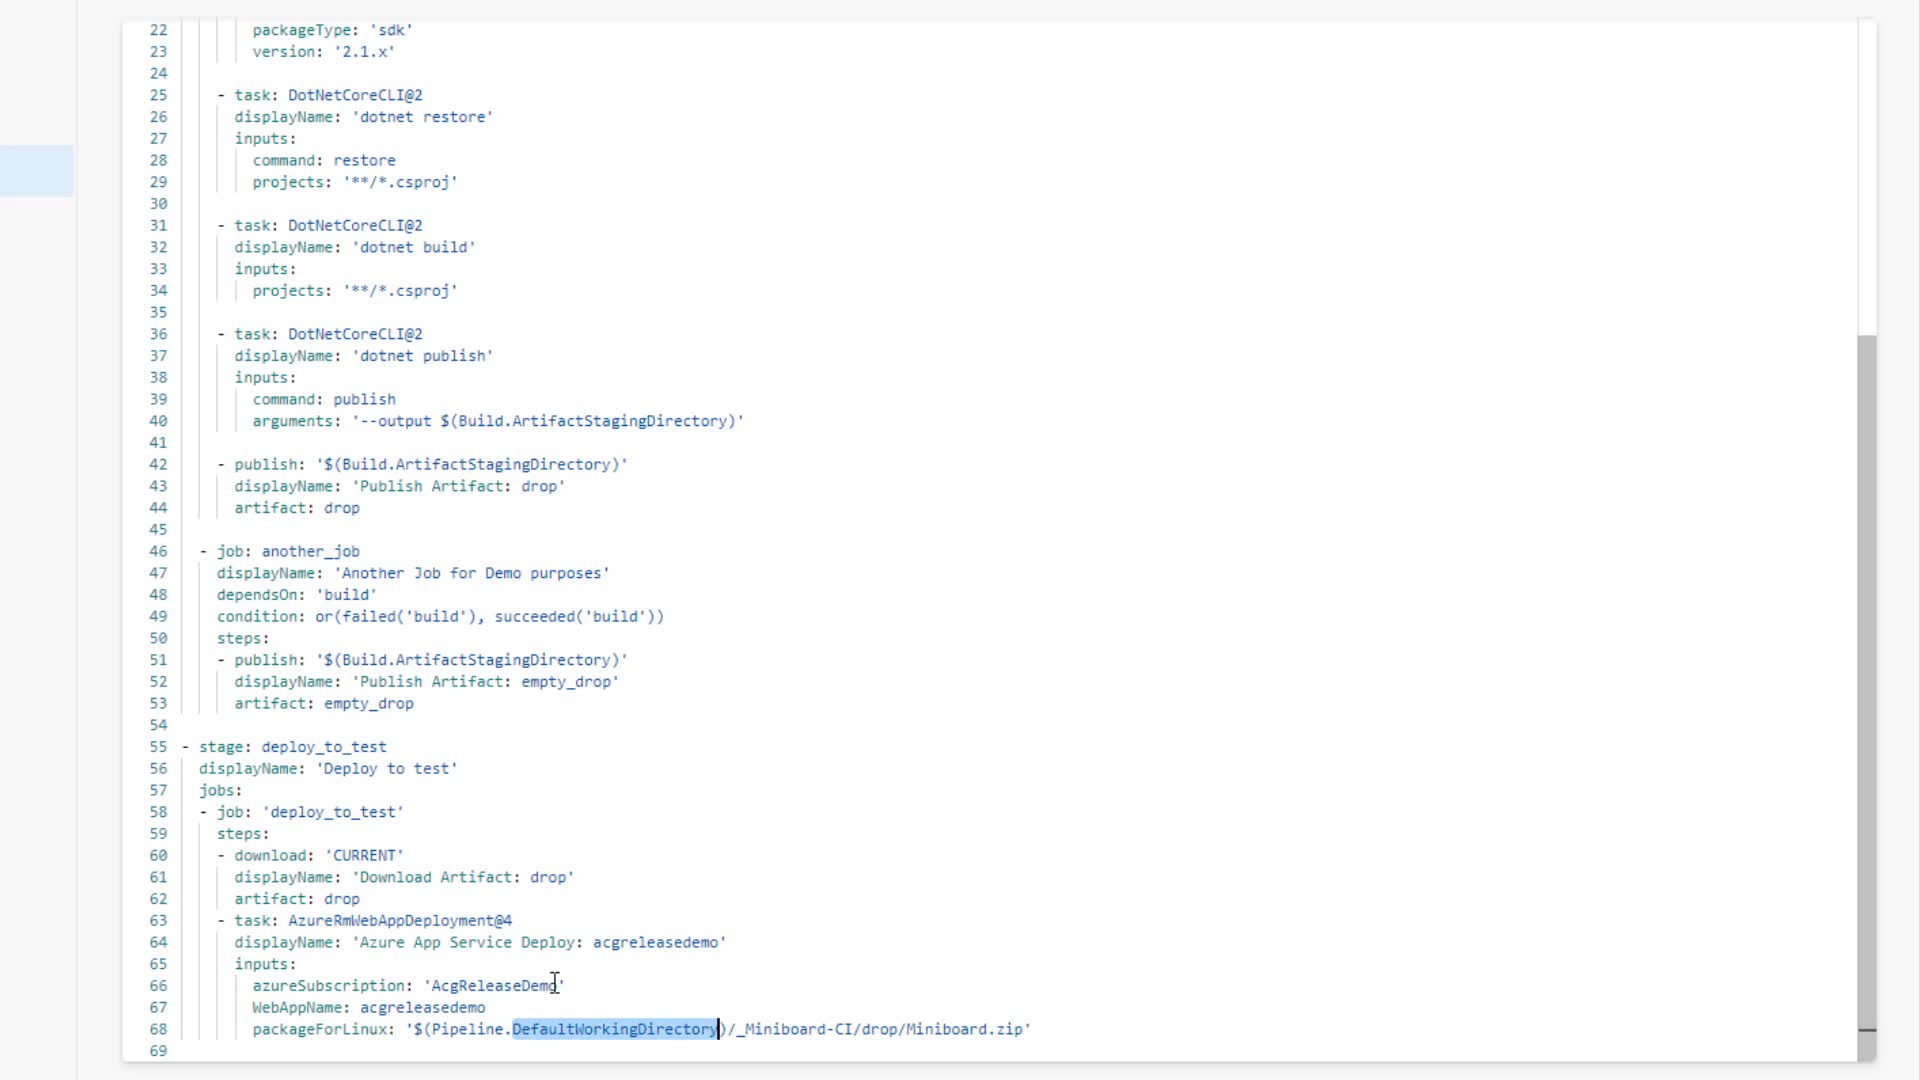 22 packageType: 'sdk'
23 version: '2.1.x'
24
25 - task: DotNetCoreCLI@2
26 displayName: 'dotnet restore'
27 inputs:
28 command: restore
29 projects: '**/*.csproj'
30
31 - task: DotNetCoreCLI@2
32 displayName: 'dotnet build'
33 inputs:
34 projects: '**/*.csproj'
35
36 - task: DotNetCoreCLI@2
37 displayName: 'dotnet publish'
38 inputs:
39 command: publish
40 arguments: '--output $(Build.ArtifactStagingDirectory)'
41
42 - publish: '$(Build.ArtifactStagingDirectory)'
43 displayName: 'Publish Artifact: drop'
44 artifact: drop
45
46 - job: another_job
47 displayName: 'Another Job for Demo purposes'
48 dependsOn: 'build'
49 condition: or(failed('build'), succeeded('build'))
50 steps:
51 - publish: '$(Build.ArtifactStagingDirectory)'
52 displayName: 'Publish Artifact: empty_drop'
53 artifact: empty_drop
54
55 - stage: deploy_to_test
56 displayName: 'Deploy to test'
57 jobs:
58 - job: 'deploy_to_test'
59 steps:
60 - download: 'CURRENT'
61 displayName: 'Download Artifact: drop'
62 artifact: drop
63 - task: AzureRmWebAppDeployment@4
64 displayName: 'Azure App Service Deploy: acgreleasedemo'
65 inputs:
66 azureSubscription: 'AcgReleaseDemo'
67 WebAppName: acgreleasedemo
68 packageForLinux: '$(Pipeline.DefaultWorkingDirectory)/_Miniboard-CI/drop/Miniboard.zip'
69